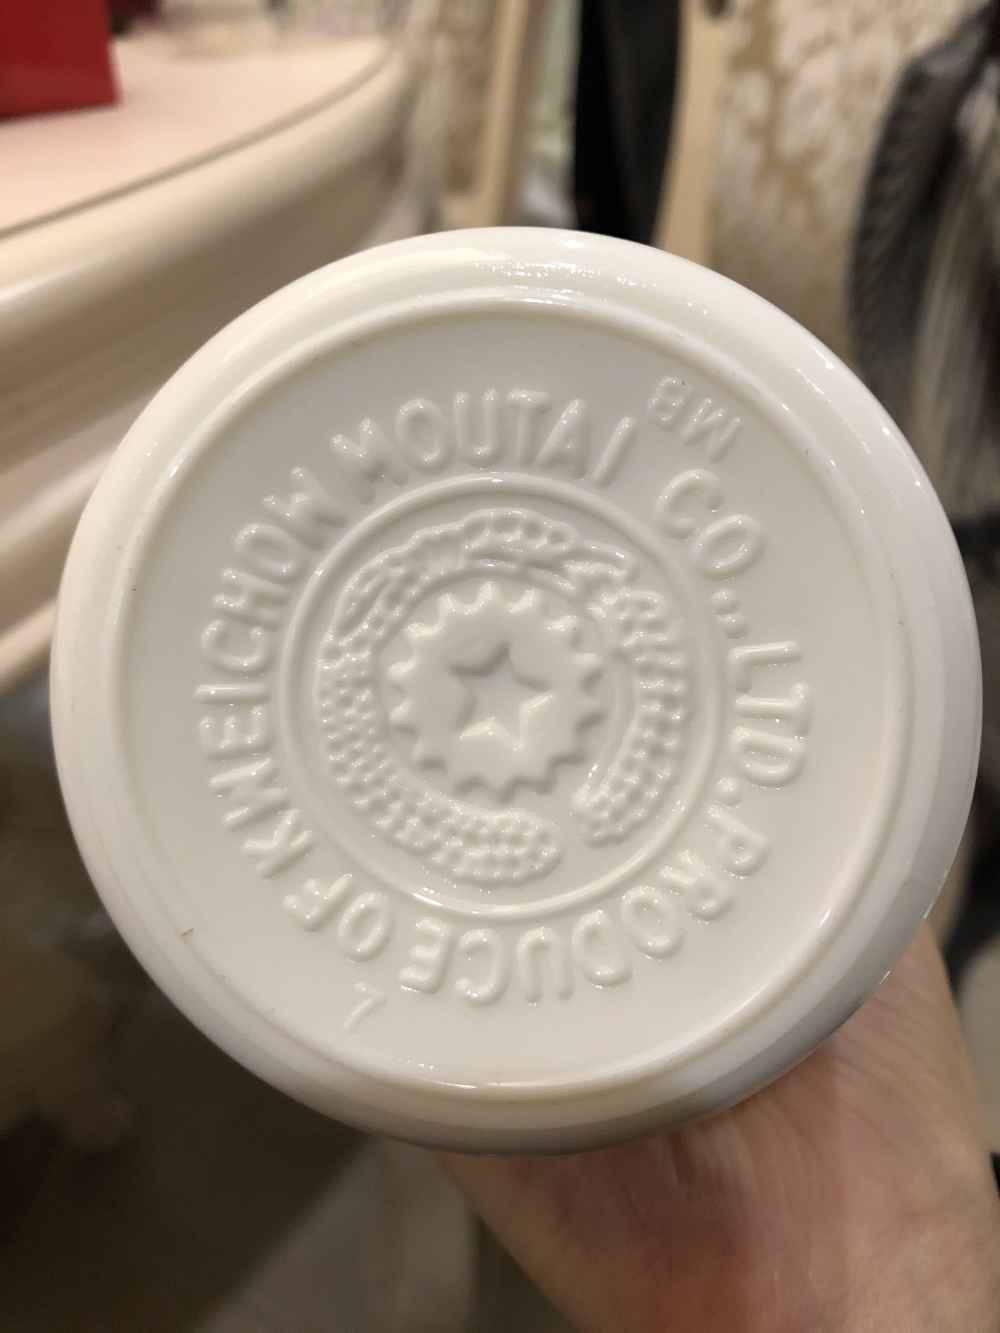 PRODUCE OF KWEICHOW MOUTAI CO., LTD.
MB
7